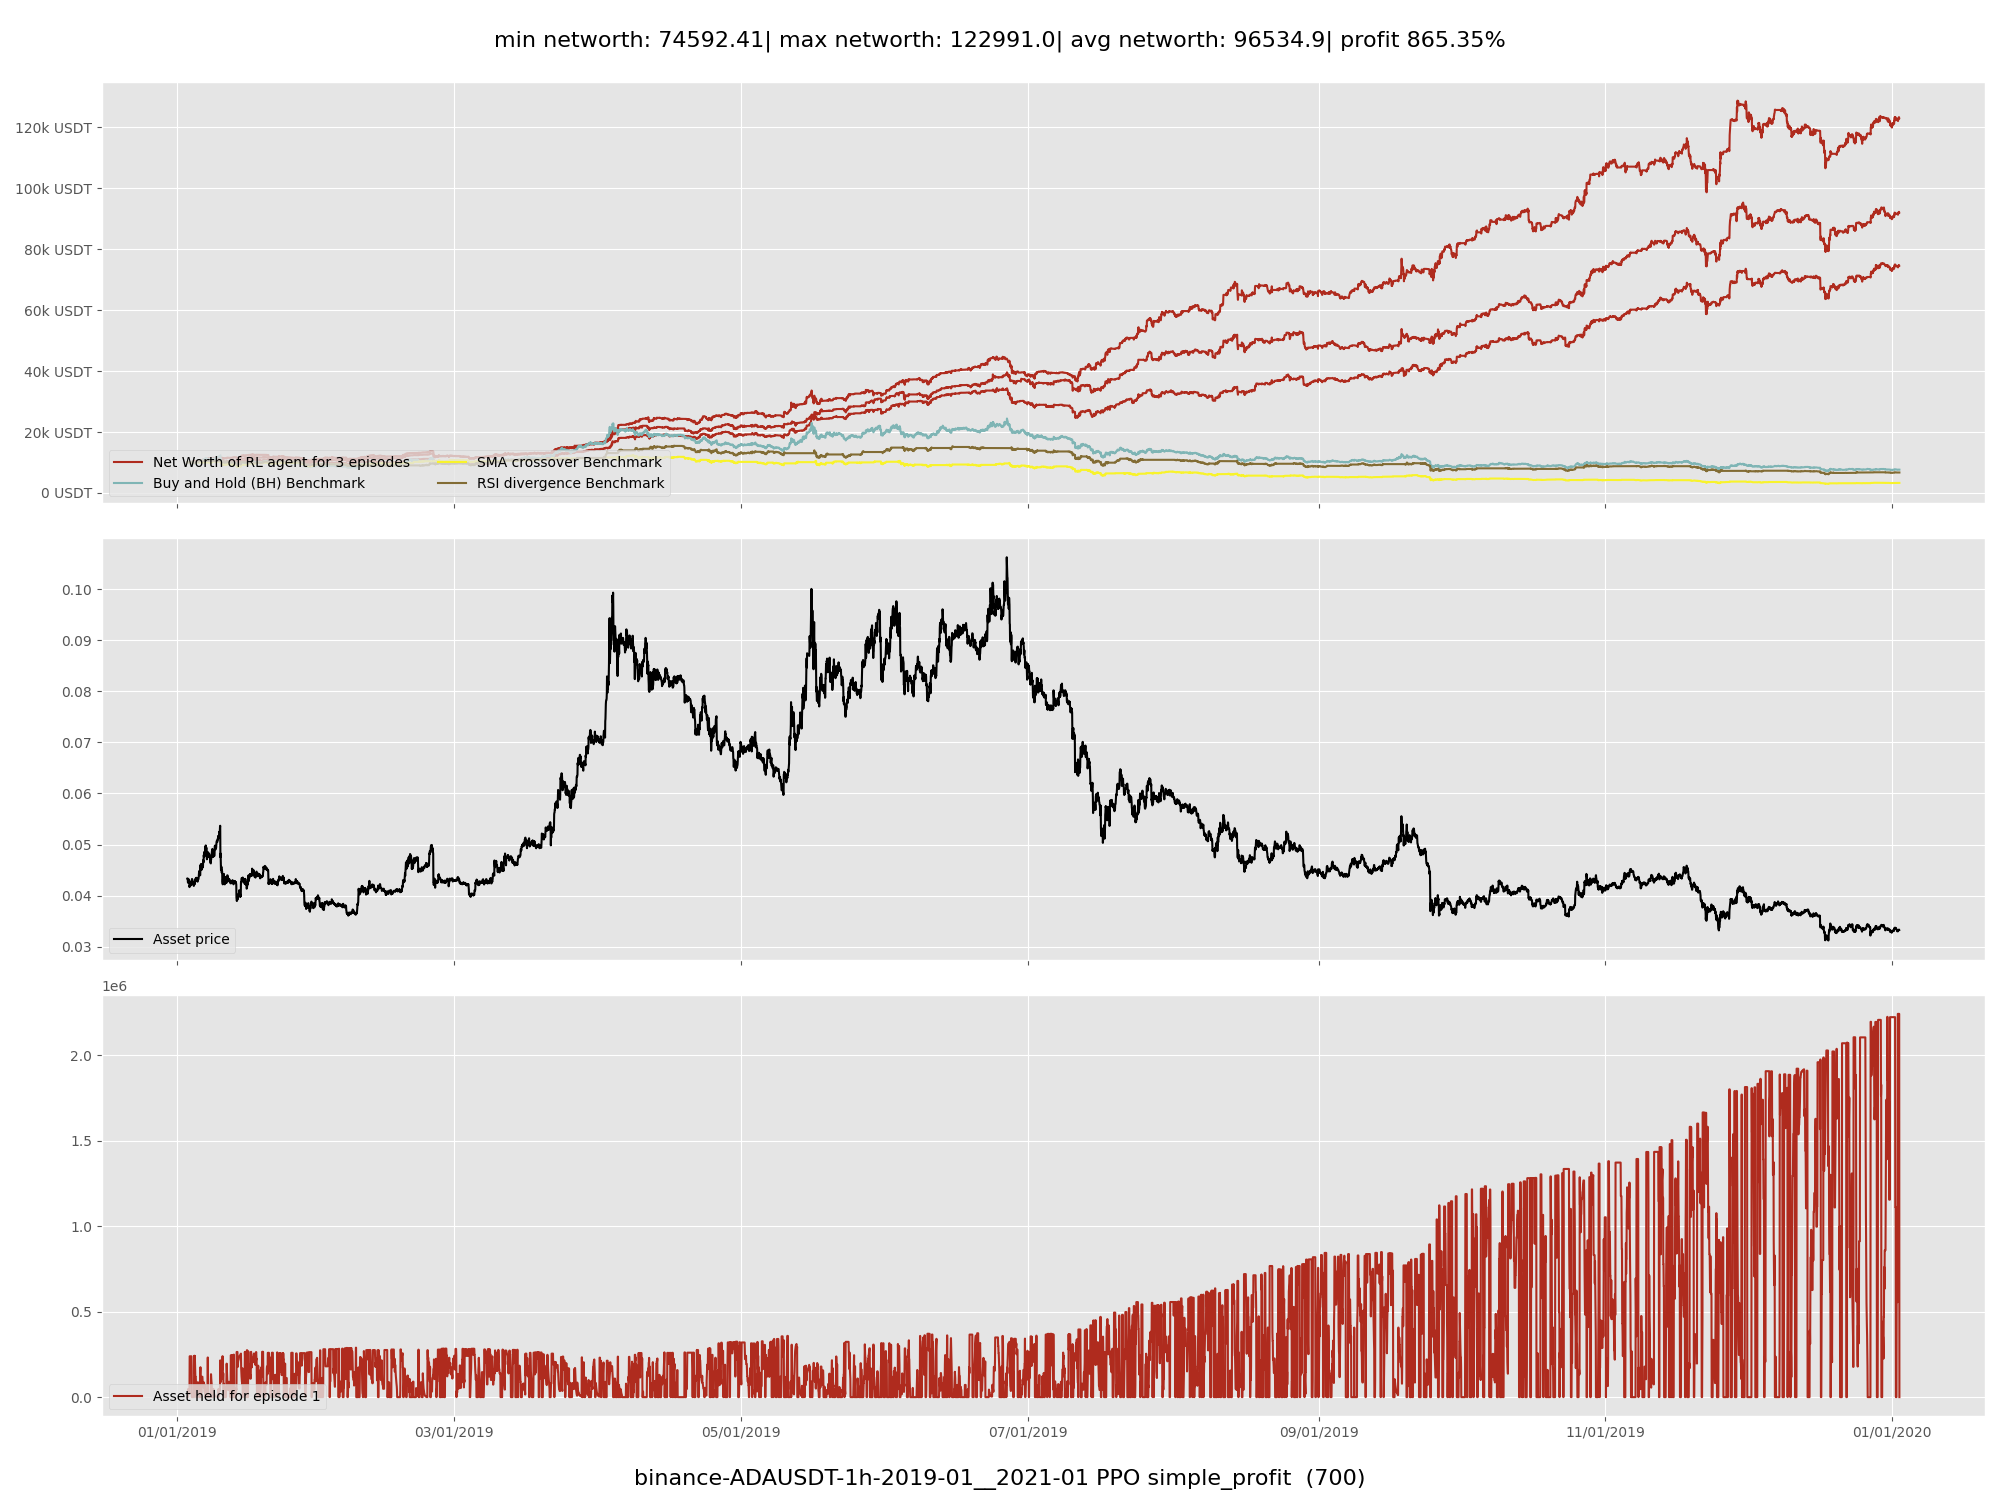 min networth: 74592.41| max networth: 122991.0| avg networth: 96534.9| profit 865.35%
120k USDT
100k USDT
80k USDT
60k USDT
40k USDT
20k USDT
0 USDT
Net Worth of RL agent for 3 episodes
Buy and Hold (BH) Benchmark
SMA crossover Benchmark
RSI divergence Benchmark
0.10
0.09
0.08
0.07
0.06
0.05
0.04
0.03
Asset price
1e6
2.0
1.5
1.0
0.5
0.0
Asset held for episode 1
01/01/2019 03/01/2019 05/01/2019 07/01/2019 09/01/2019 11/01/2019 01/01/2020
binance-ADAUSDT-1h-2019-01__2021-01 PPO simple_profit  (700)